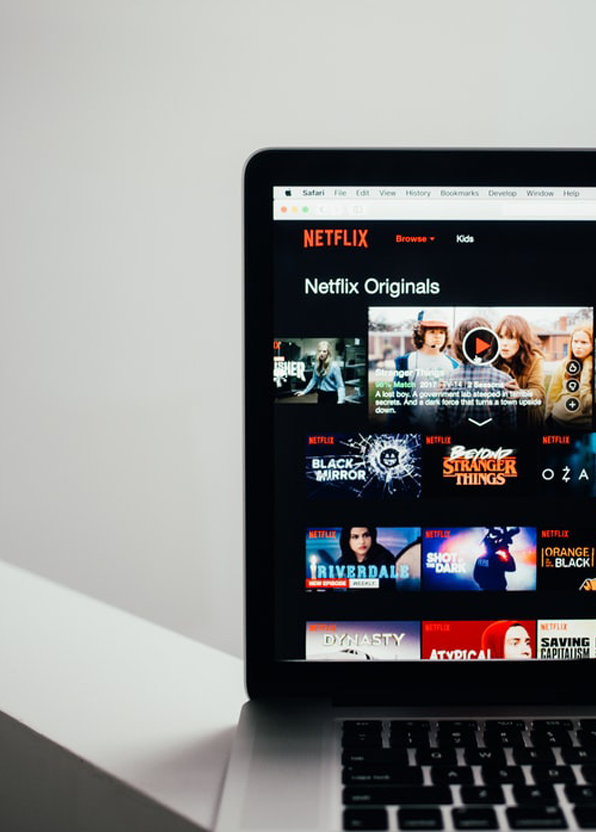 Safari File Edit View History Bookmarks Develop Window Help
NETFLIX Browse Kids
Netflix Originals
Stranger Things
98% Match 2017 TV-14 2 Seasons
A lost boy. A government lab steeped in terrible
secrets. And a dark force that turns a town upside
down.
NETFLIX
BLACK
MIRROR
NETFLIX
BEYOND
STRANGER
THINGS
NETFLIX
OZA
NETFLIX
RIVERDALE
NEW EPISODE WEEKLY
NETFLIX
SHOT
IN THE
DARK
NETFLIX
ORANGE
IS THE
BLACK
NETFLIX
DYNASTY
NETFLIX
ATYPICAL
NETFLIX
SAVING
CAPITALISM
caps lock